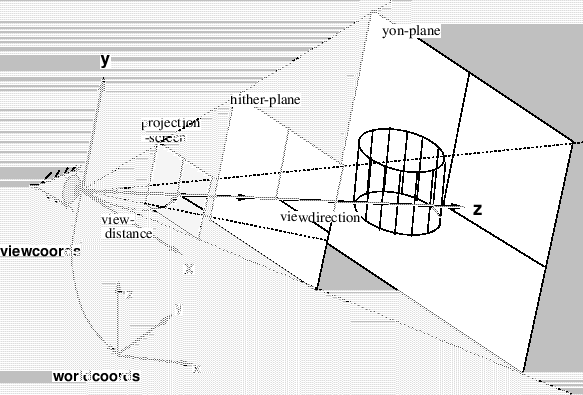 yon-plane
y
hither-plane
projection
-screen
z
view-
distance
viewdirection
viewcoords
x
z
y
x
worldcoords